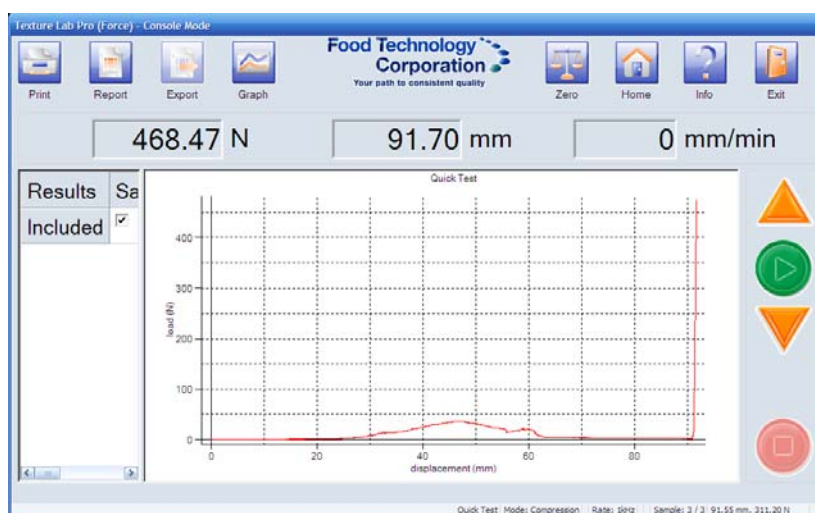 Texture Lab Pro (Force) - Console Mode
Print
Report
Export
Graph
Food Technology
Corporation
Your path to consistent quality
Zero
Home
Info
Exit
468.47 N
91.70 mm
0 mm/min
Results Sa
Included
Quick Test
load (N)
400
300
200
100
0
0 20 40 60 80
displacement (mm)
Quick Test Mode: Compression Rate: 1kHz Sample: 3 / 3 91.55 mm, 311.20 N